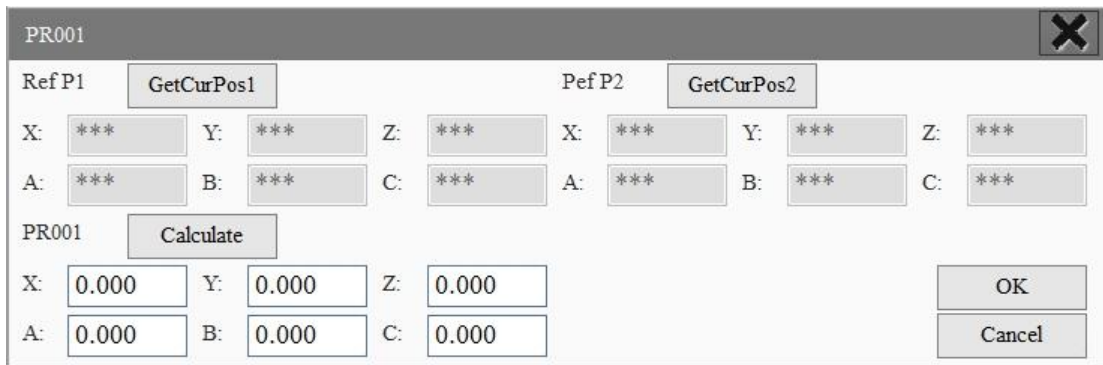 PR001
Ref P1 GetCurPos1 Pef P2 GetCurPos2
X: *** Y: *** Z: *** X: *** Y: *** Z: ***
A: *** B: *** C: *** A: *** B: *** C: ***
PR001 Calculate
X: 0.000 Y: 0.000 Z: 0.000 OK
A: 0.000 B: 0.000 C: 0.000 Cancel